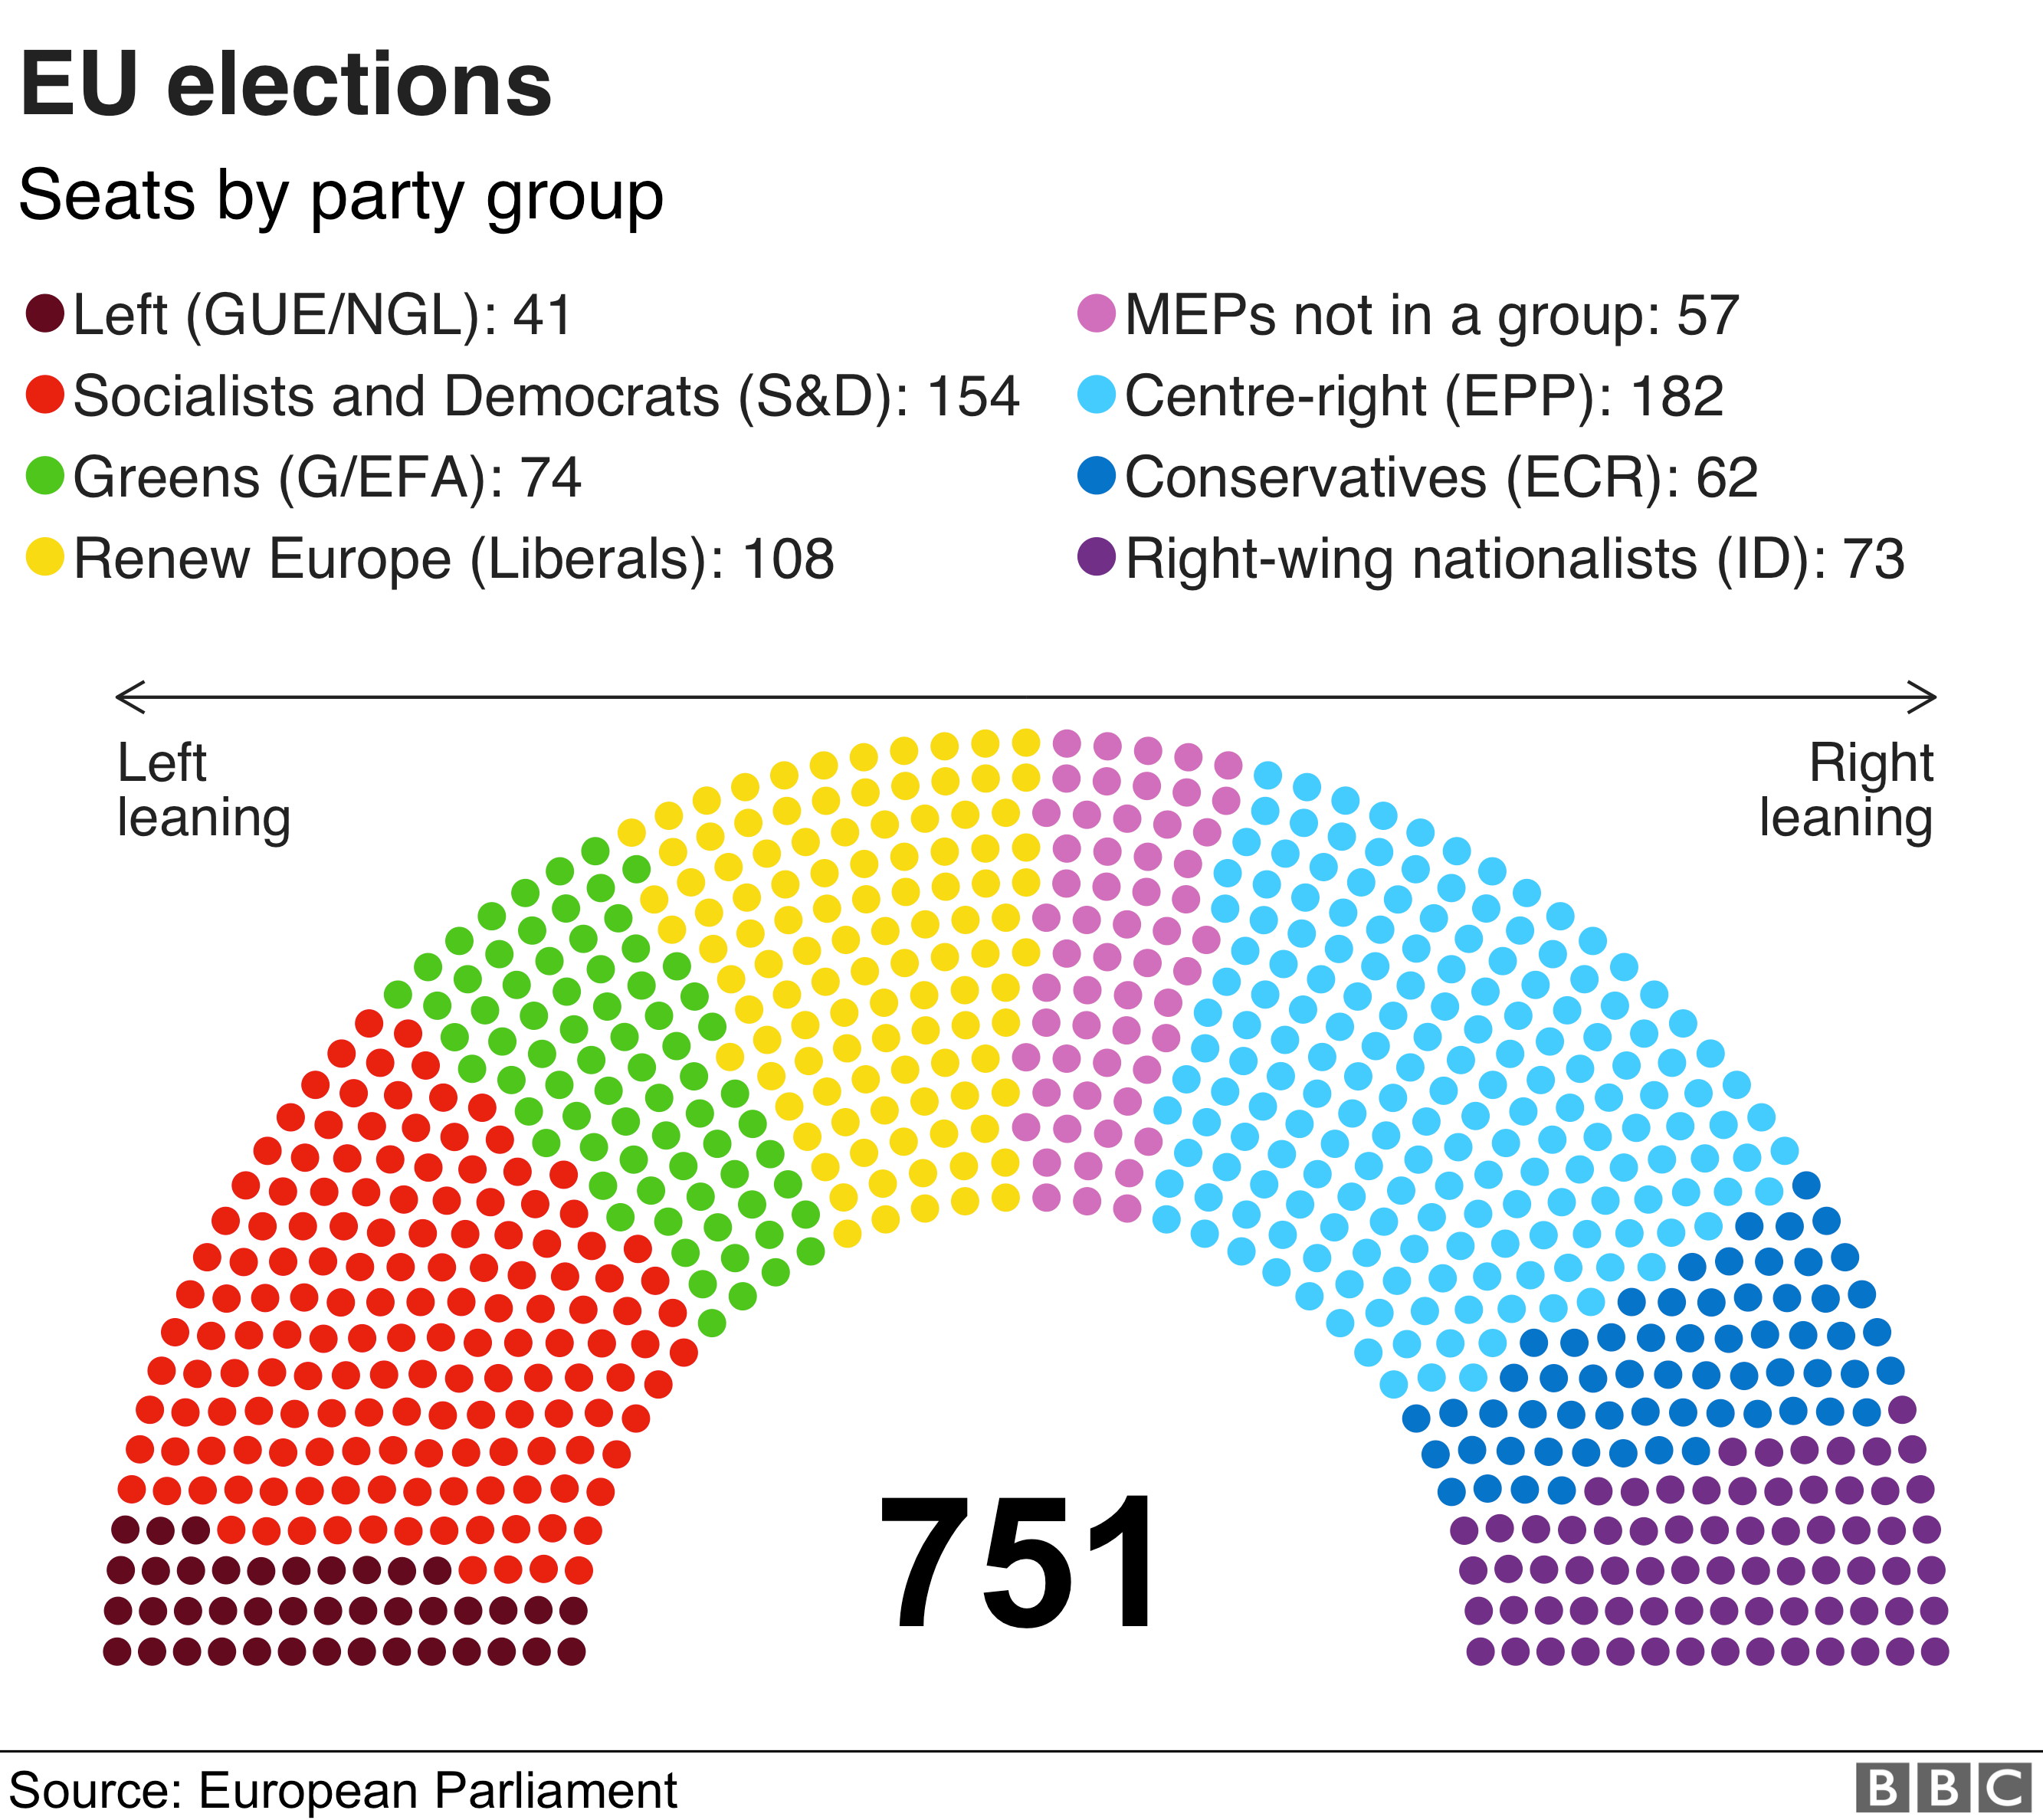 EU elections
Seats by party group
Left (GUE/NGL): 41
Socialists and Democrats (S&D): 154
Greens (G/EFA): 74
Renew Europe (Liberals): 108
MEPs not in a group: 57
Centre-right (EPP): 182
Conservatives (ECR): 62
Right-wing nationalists (ID): 73
Left
leaning
Right
leaning
751
Source: European Parliament
BBC